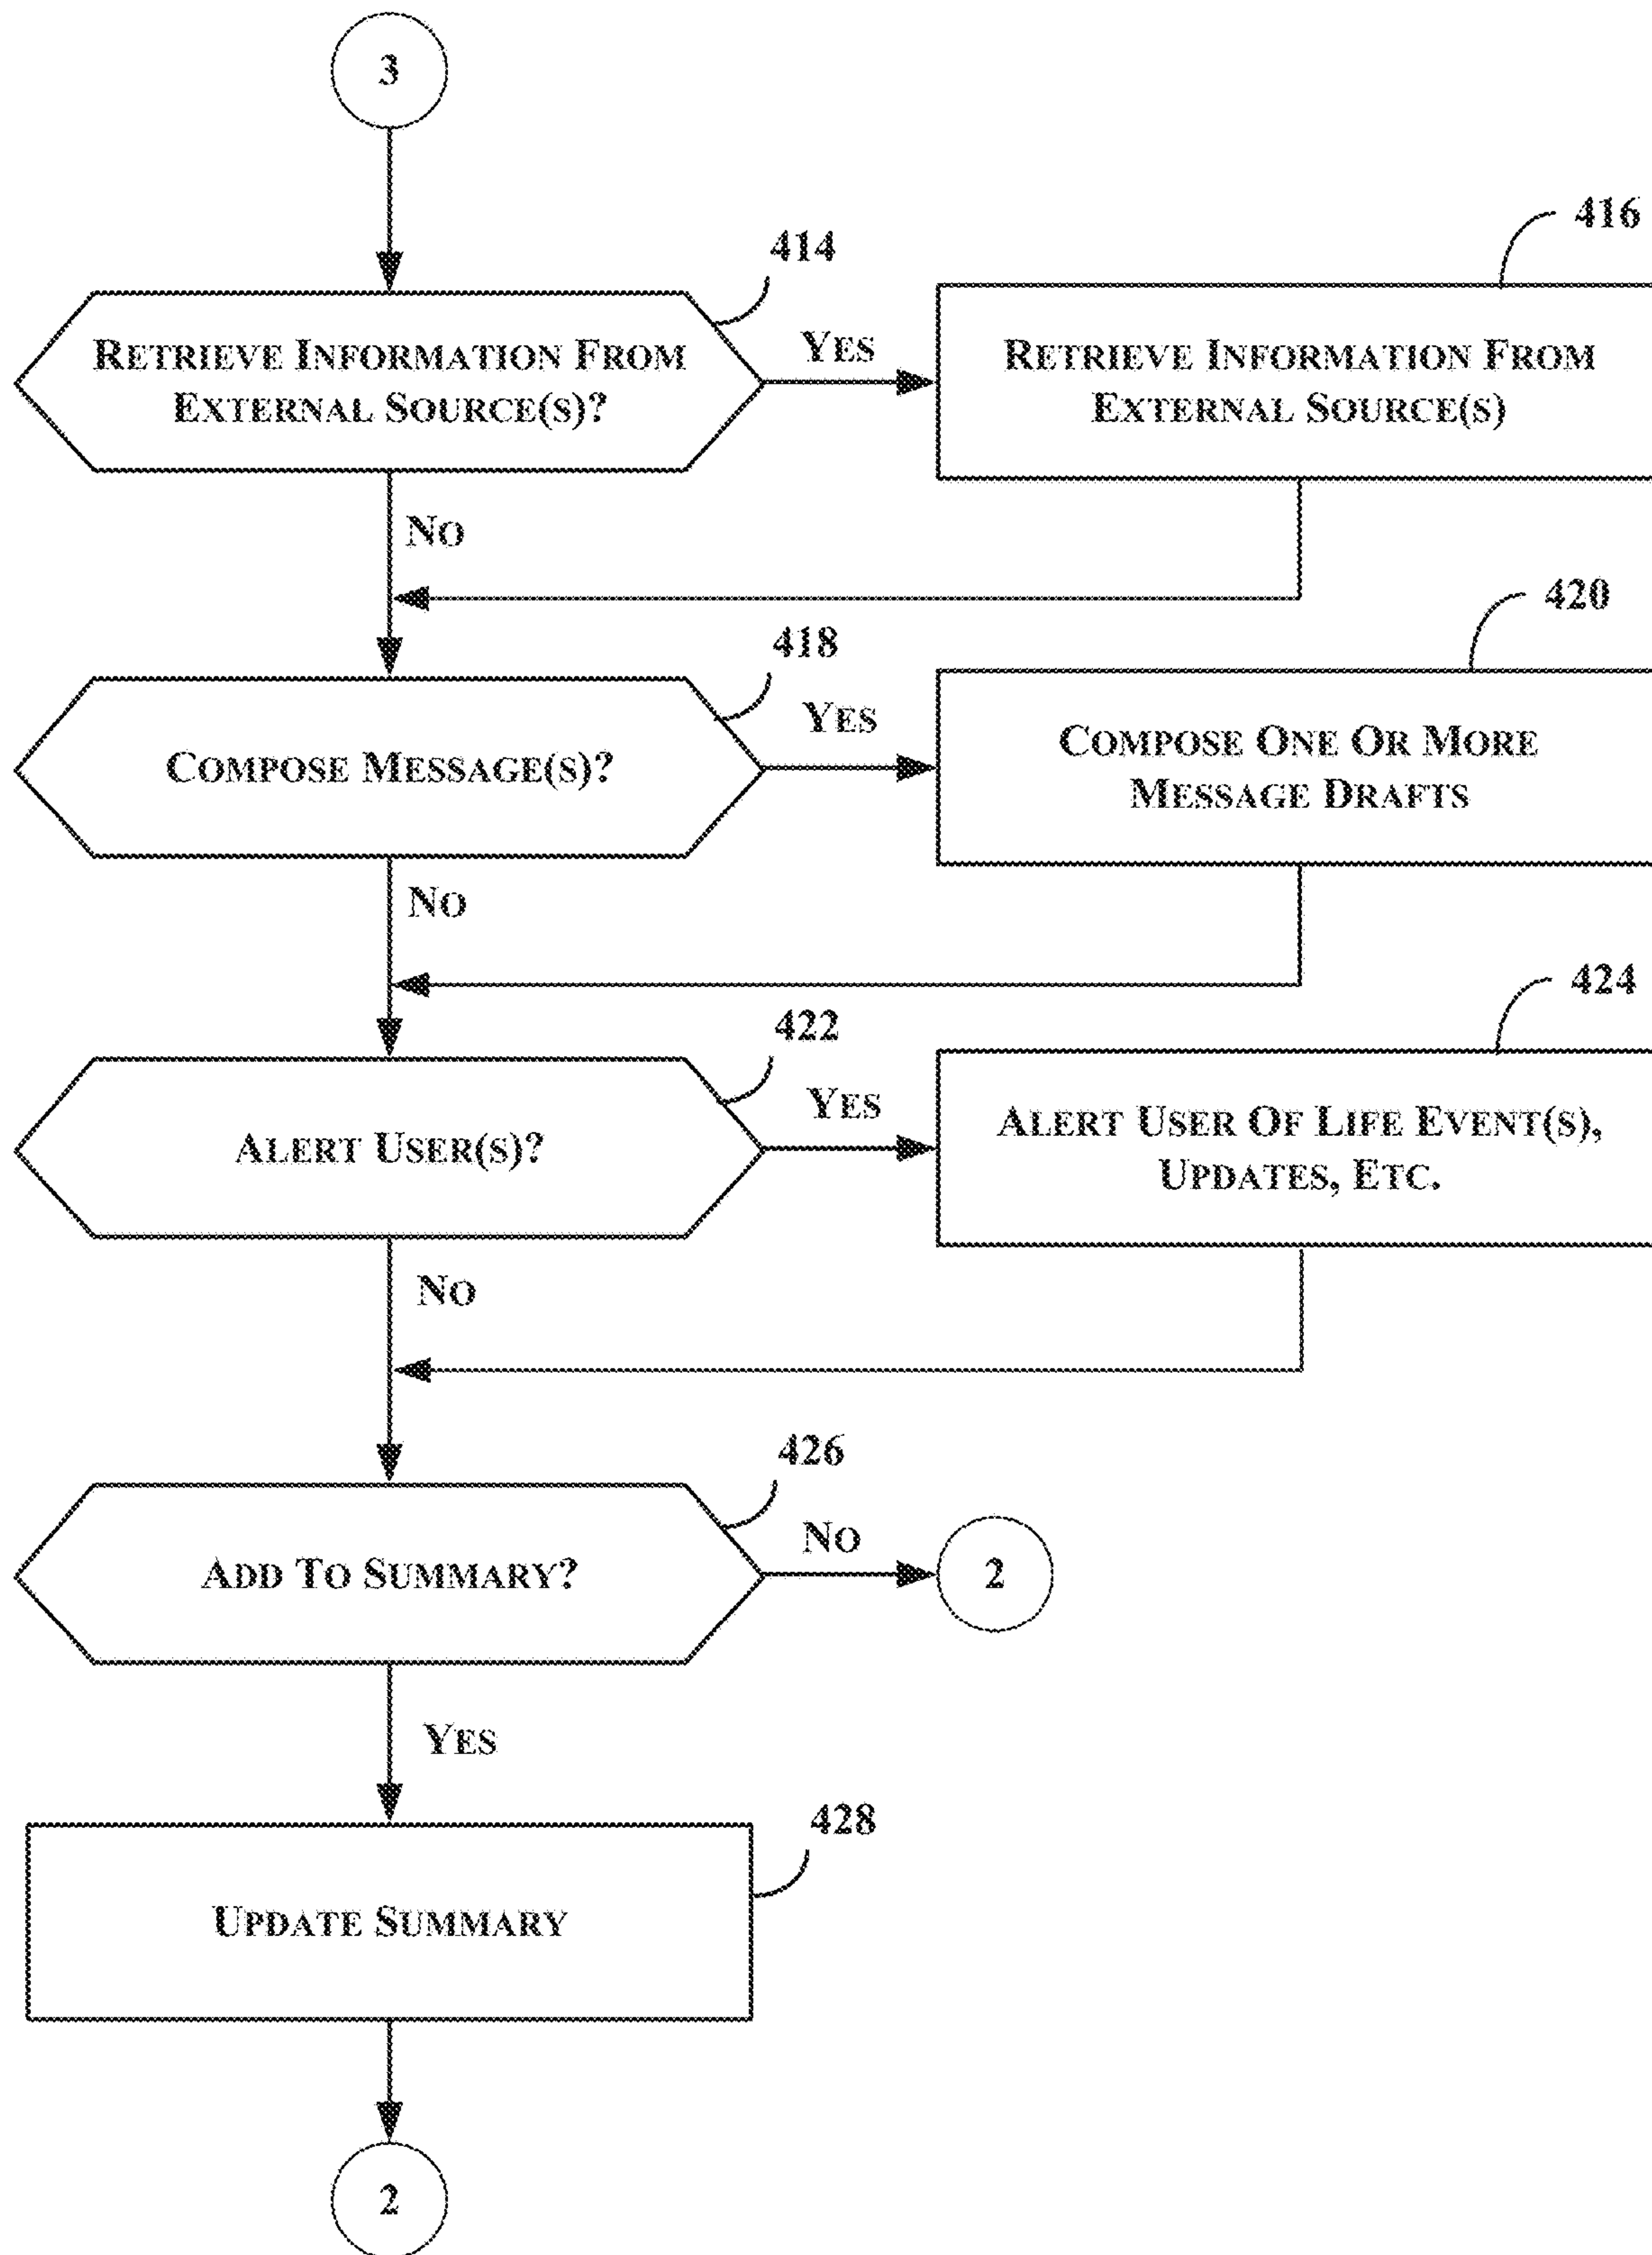 3
414
416
RETRIEVE INFORMATION FROM
EXTERNAL SOURCE(S)?
YES
RETRIEVE INFORMATION FROM
EXTERNAL SOURCE(S)
NO
418
420
COMPOSE MESSAGE(S)?
YES
COMPOSE ONE OR MORE
MESSAGE DRAFTS
NO
422
424
ALERT USER(S)?
YES
ALERT USER OF LIFE EVENT(S),
UPDATES, ETC.
NO
426
ADD TO SUMMARY?
NO
2
YES
428
UPDATE SUMMARY
2